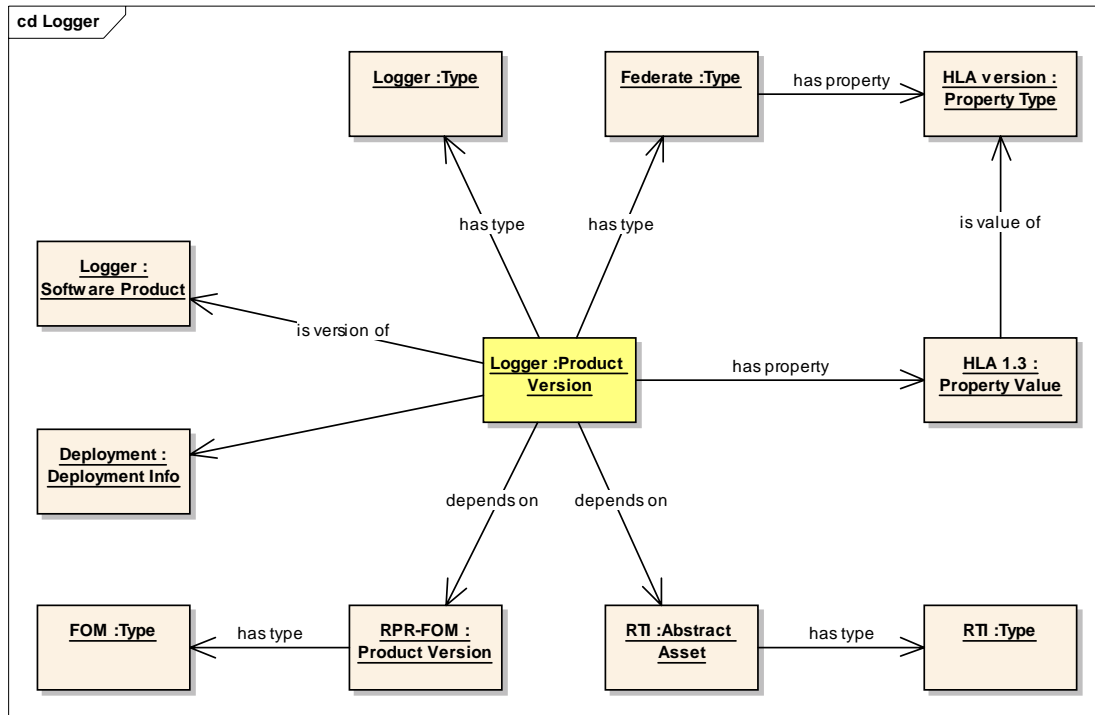 cd Logger
Logger :Type
Federate :Type
has property
HLA version :
Property Type
has type
has type
is value of
Logger :
Software Product
is version of
Logger :Product
Version
has property
HLA 1.3 :
Property Value
Deployment :
Deployment Info
depends on
depends on
FOM :Type
has type
RPR-FOM :
Product Version
RTI :Abstract
Asset
has type
RTI :Type